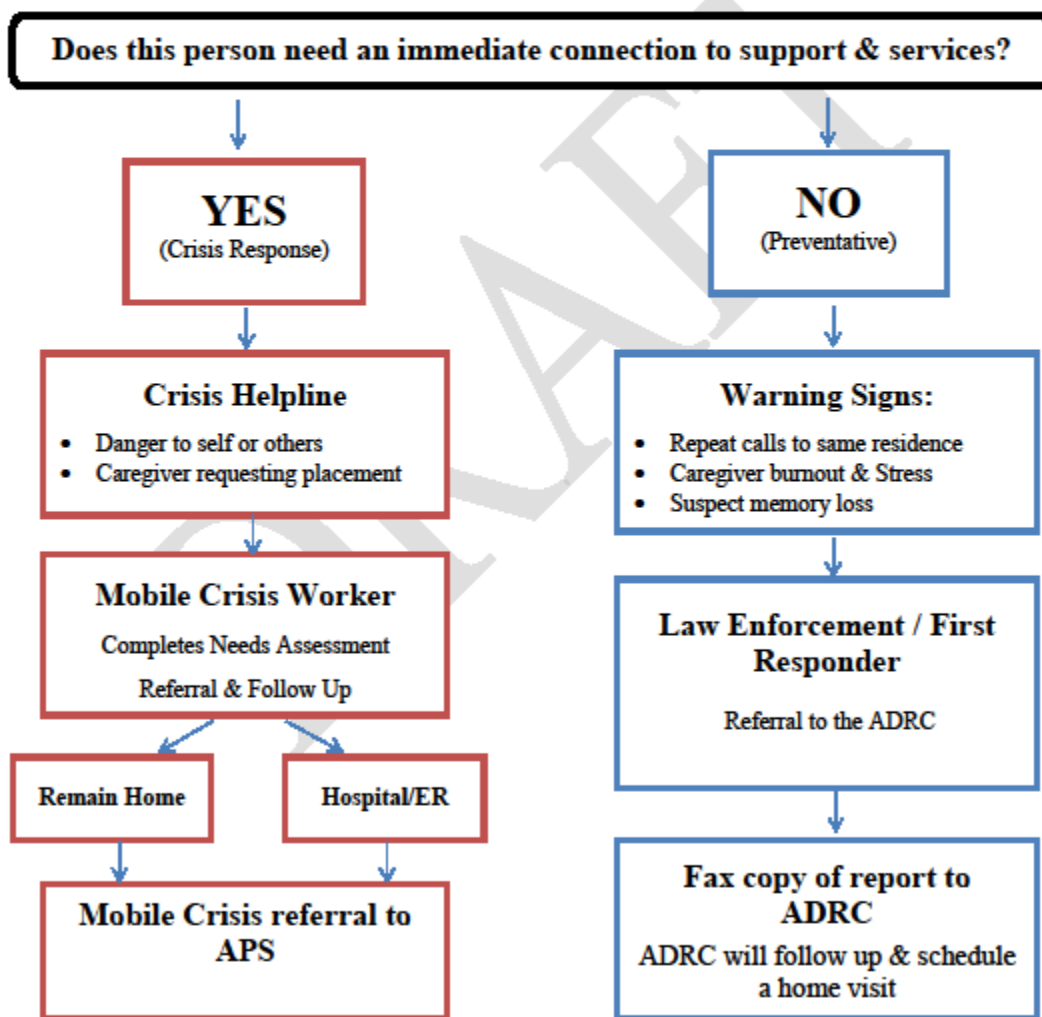 Does this person need an immediate connection to support & services?
YES
(Crisis Response)
NO
(Preventative)
Crisis Helpline
• Danger to self or others
• Caregiver requesting placement
Warning Signs:
• Repeat calls to same residence
• Caregiver burnout & Stress
• Suspect memory loss
Mobile Crisis Worker
Completes Needs Assessment
Referral & Follow Up
Law Enforcement / First
Responder
Referral to the ADRC
Remain Home
Hospital/ER
Mobile Crisis referral to
APS
Fax copy of report to
ADRC
ADRC will follow up & schedule
a home visit
DRAFT